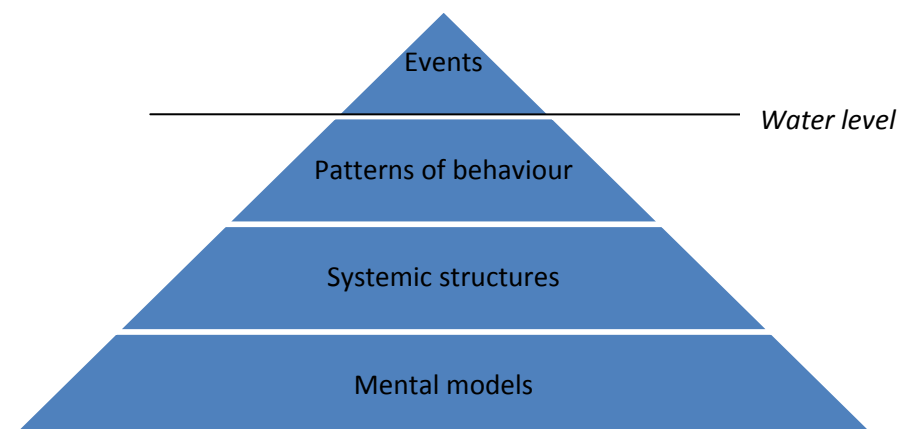 Events
Water level
Patterns of behaviour
Systemic structures
Mental models